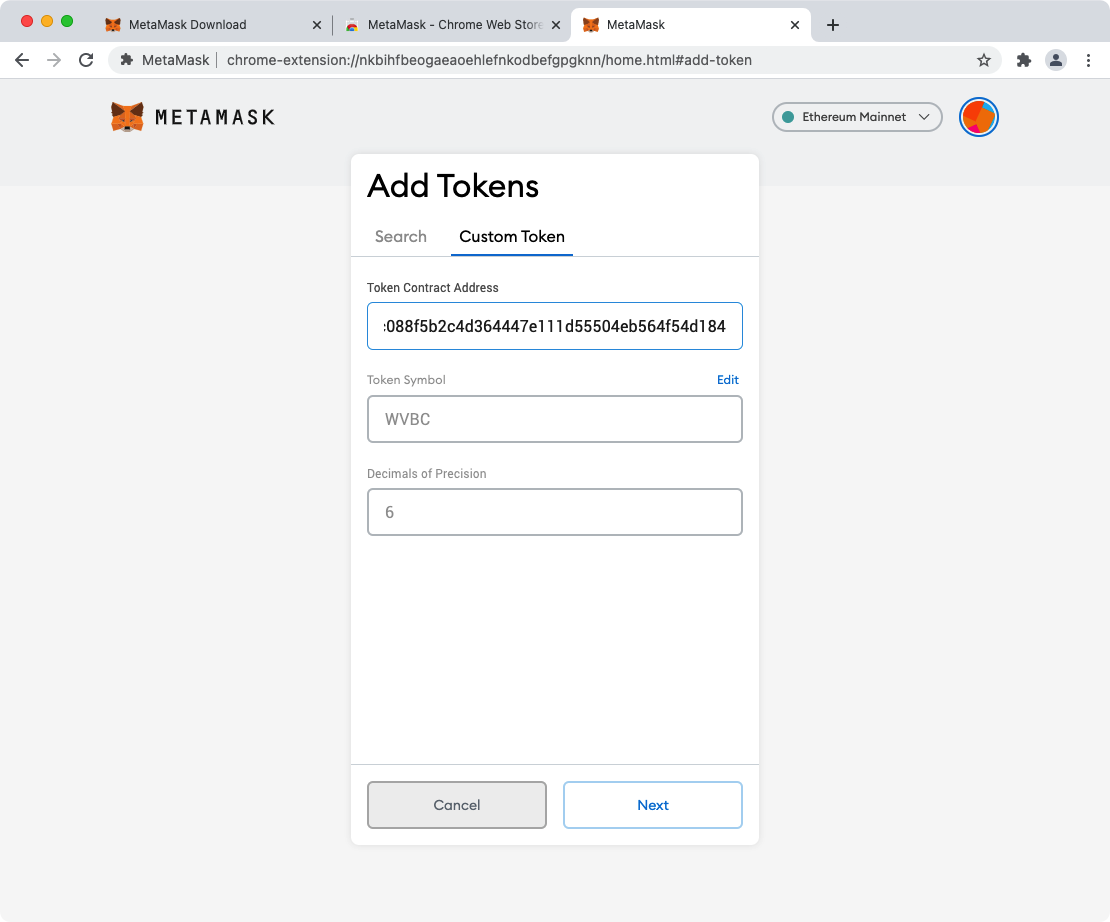 MetaMask Download
MetaMask - Chrome Web Store
MetaMask
MetaMask
chrome-extension://nkbihfbeogaeaoehlefnkodbefgpgknn/home.html#add-token
METAMASK
Ethereum Mainnet
Add Tokens
Search
Custom Token
Token Contract Address
:088f5b2c4d364447e111d55504eb564f54d184
Token Symbol
Edit
WVBC
Decimals of Precision
6
Cancel
Next